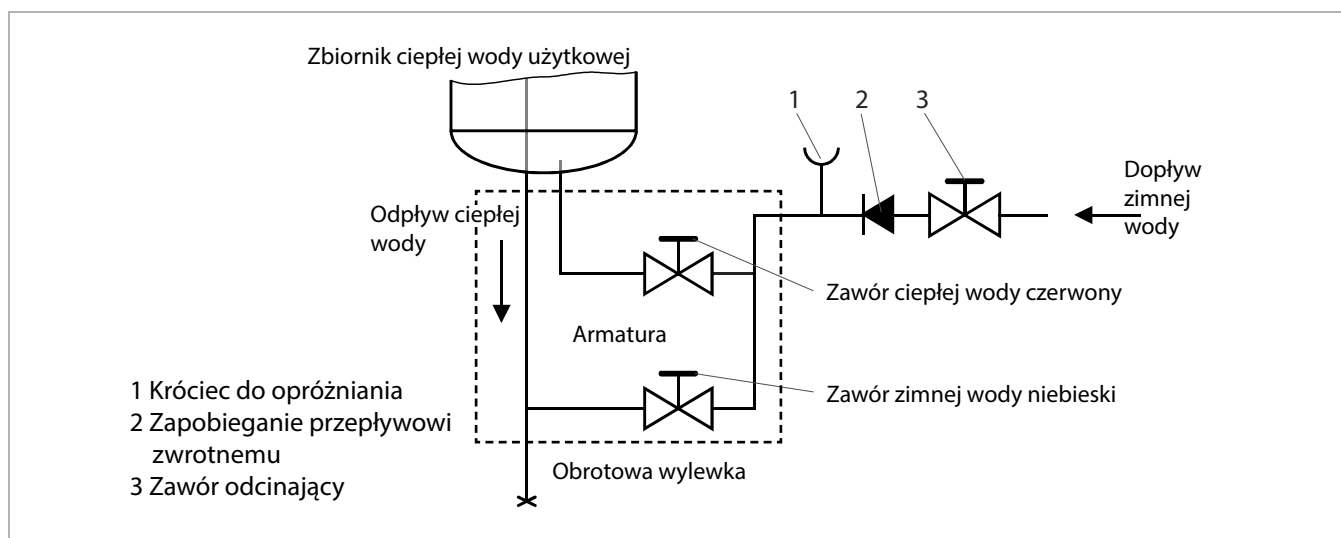 Zbiornik ciepłej wody użytkowej
1
2
3
Dopływ
zimnej
wody
Odpływ ciepłej
wody
Zawór ciepłej wody czerwony
Armatura
Zawór zimnej wody niebieski
1 Króciec do opróżniania
2 Zapobieganie przepływowi
zwrotnemu
3 Zawór odcinający
Obrotowa wylewka